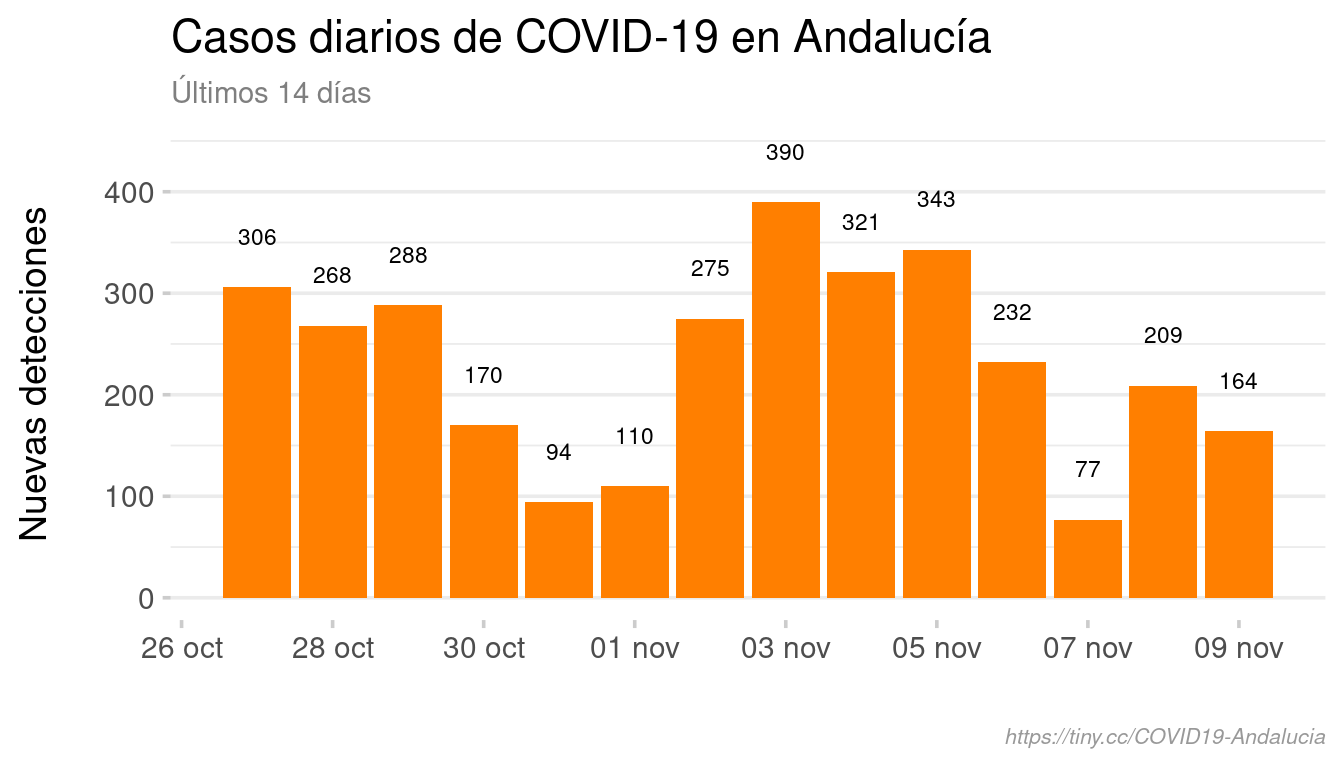 Casos diarios de COVID-19 en Andalucía
Últimos 14 días
Nuevas detecciones
400
300
200
100
0
306
268
288
170
94
110
275
390
321
343
232
77
209
164
26 oct
28 oct
30 oct
01 nov
03 nov
05 nov
07 nov
09 nov
https://tiny.cc/COVID19-Andalucia